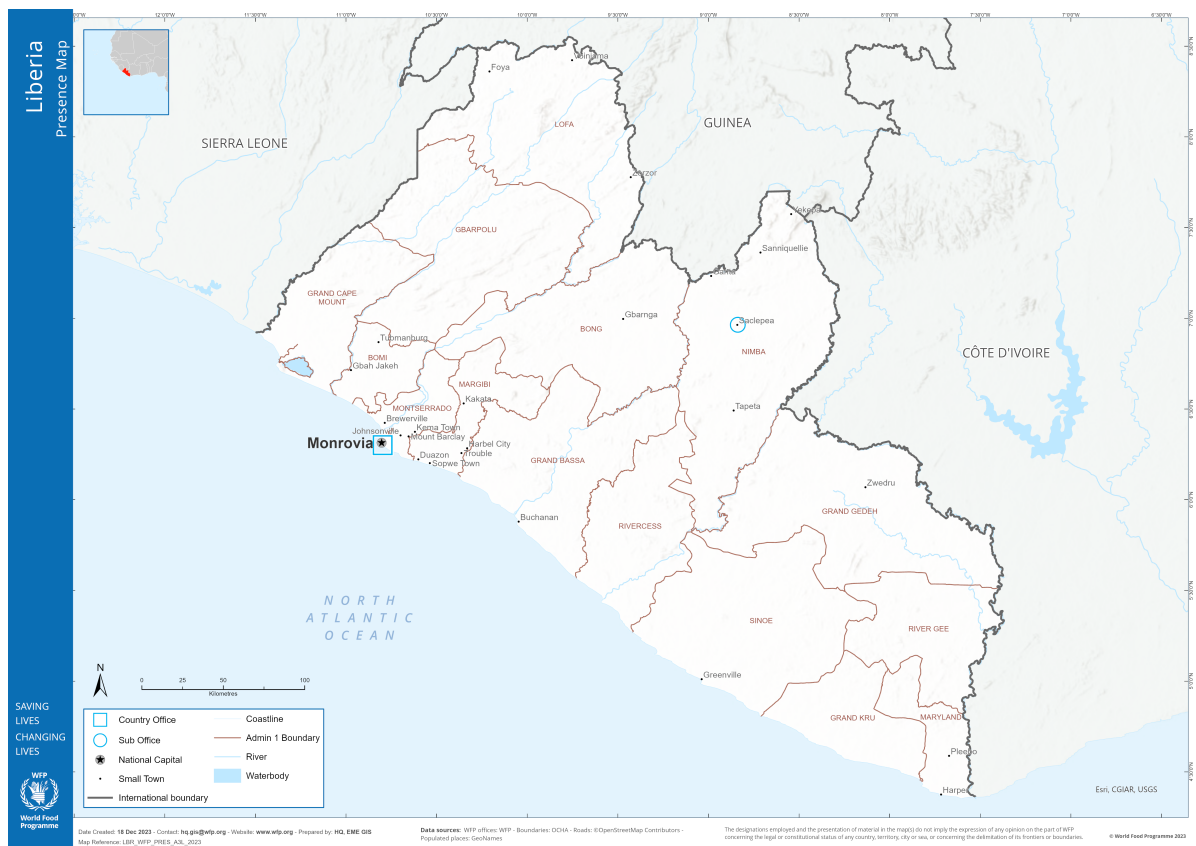 Liberia
Presence Map
SIERRA LEONE
GUINEA
CÔTE D'IVOIRE
Foya
Voinjama
LOFA
Zorzor
Yekepa
GBARPOLU
Sanniquellie
Ganta
GRAND CAPE
MOUNT
Gbarnga
Saclepea
BONG
NIMBA
Tubmanburg
BOMI
Gbah Jakeh
MARGIBI
Kakata
MONTSERRADO
Tapeta
Brewerville
Johnsonville
Kema Town
Mount Barclay
Monrovia
Harbel City
Trouble
Duazon
Sopwe Town
GRAND BASSA
Zwedru
GRAND GEDEH
Buchanan
RIVERCESS
NORTH
ATLANTIC
OCEAN
SINOE
RIVER GEE
Greenville
GRAND KRU
MARYLAND
Pleebo
Harper
N
0 25 50 100
Kilometres
Country Office
Sub Office
National Capital
Small Town
International boundary
Coastline
Admin 1 Boundary
River
Waterbody
Esri, CGIAR, USGS
SAVING
LIVES
CHANGING
LIVES
WFP
World Food
Programme
Date Created: 18 Dec 2023 - Contact: hq.gis@wfp.org - Website: www.wfp.org - Prepared by: HQ, EME GIS
Map Reference: LBR_WFP_PRES_A3L_2023
Data sources: WFP offices: WFP - Boundaries: OCHA - Roads: ©OpenStreetMap Contributors -
Populated places: GeoNames
The designations employed and the presentation of material in the map(s) do not imply the expression of any opinion on the part of WFP
concerning the legal or constitutional status of any country, territory, city or sea, or concerning the delimitation of its frontiers or boundaries.
© World Food Programme 2023